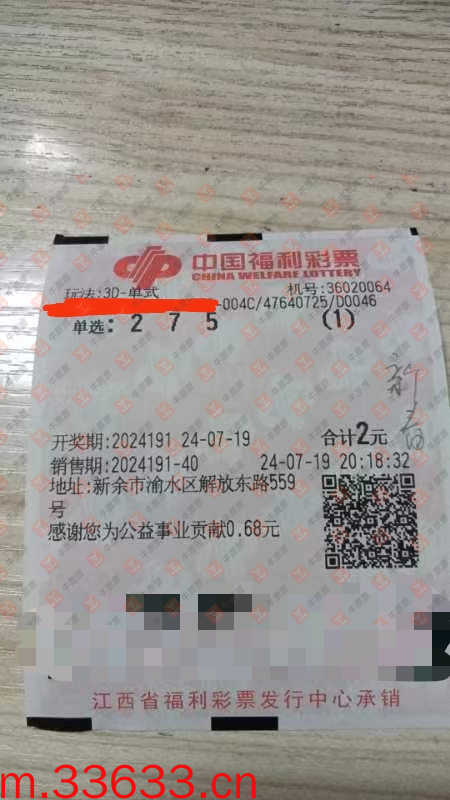 中国福利彩票
CHINA WELFARE LOTTERY
玩法:3D-单式 机号:36020064
-004C/47640725/D0046
单选: 2 7 5 (1)
开奖期:2024191 24-07-19 合计2元
销售期:2024191-40 24-07-19 20:18:32
地址:新余市渝水区解放东路559
号
感谢您为公益事业贡献0.68元
江西省福利彩票发行中心承销
m.33633.cn